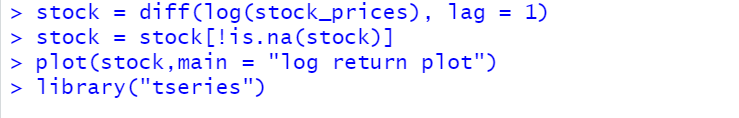 > stock = diff(log(stock_prices), lag = 1)
> stock = stock[!is.na(stock)]
> plot(stock,main = "log return plot")
> library("tseries")